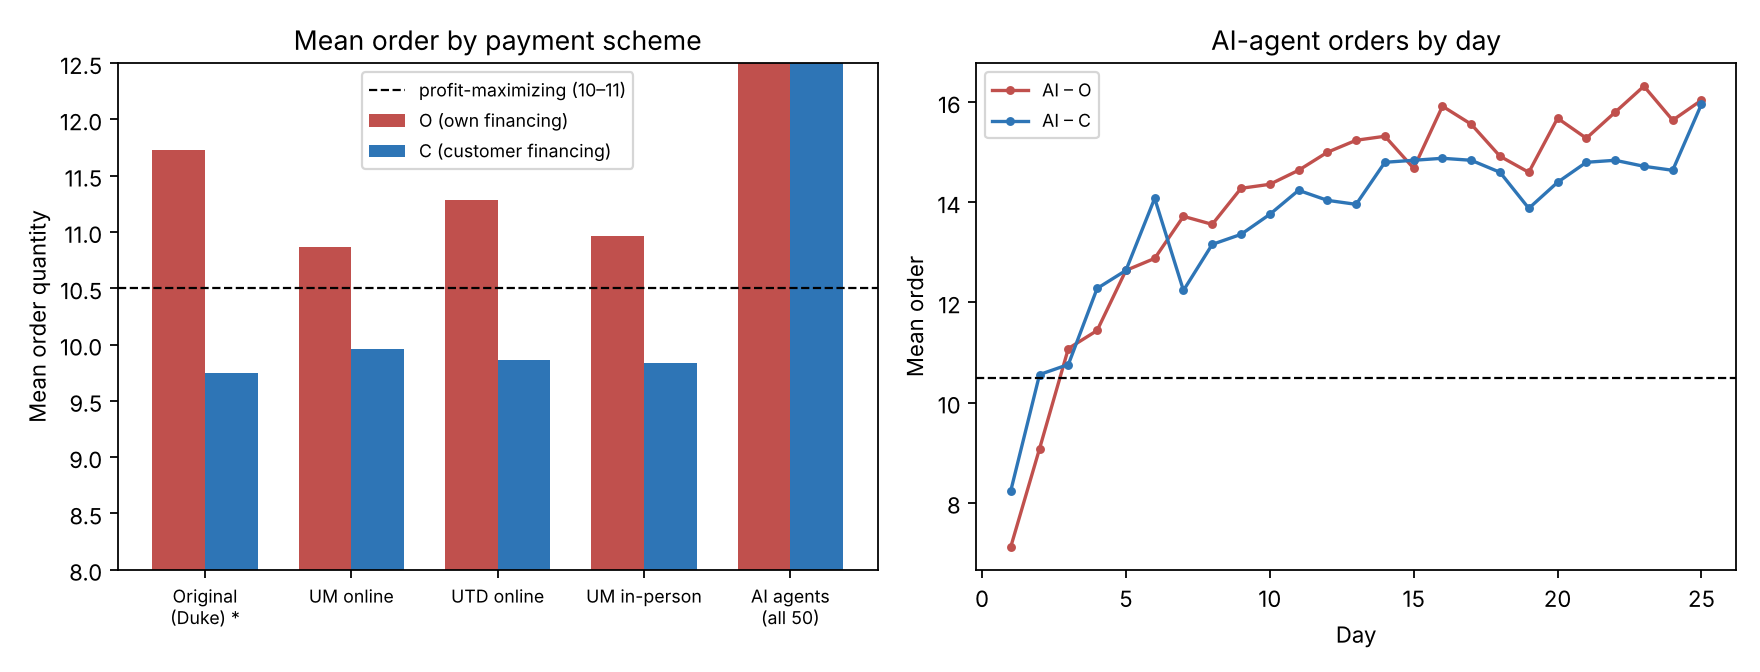 Mean order by payment scheme
Mean order quantity
12.5
12.0
11.5
11.0
10.5
10.0
9.5
9.0
8.5
8.0
profit-maximizing (10–11)
O (own financing)
C (customer financing)
Original
(Duke) *
UM online
UTD online
UM in-person
AI agents
(all 50)
AI-agent orders by day
Mean order
16
14
12
10
8
AI – O
AI – C
0
5
10
15
20
25
Day